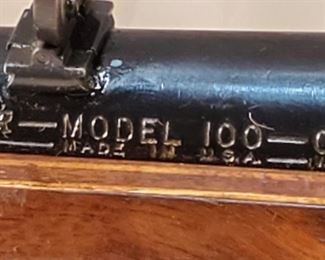 R—MODEL 100—
MADE IN U.S.A.